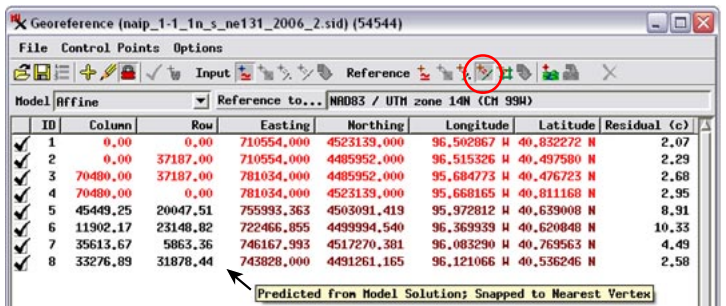 Georeference (naip_1-1_1n_s_ne131_2006_2.sid) (54544)
File Control Points Options
Input Reference
Model Affine Reference to... NAD83 / UTM zone 14N (CM 99W)
ID Column Row Easting Northing Longitude Latitude Residual (c)
1 0.00 0.00 710554.000 4523139.000 96.502867 W 40.832272 N 2.07
2 0.00 37187.00 710554.000 4485952.000 96.515326 W 40.497580 N 2.29
3 70480.00 37187.00 781034.000 4485952.000 95.684773 W 40.476723 N 2.68
4 70480.00 0.00 781034.000 4523139.000 95.668165 W 40.811168 N 2.95
5 45449.25 20047.51 755993.363 4503091.419 95.972812 W 40.639008 N 8.91
6 11902.17 23148.82 722466.855 4499994.540 96.369939 W 40.620848 N 10.33
7 35613.67 5863.36 746167.993 4517270.381 96.083290 W 40.769563 N 4.49
8 33276.89 31878.44 743828.000 4491261.165 96.121066 W 40.536246 N 2.58
Predicted from Model Solution; Snapped to Nearest Vertex